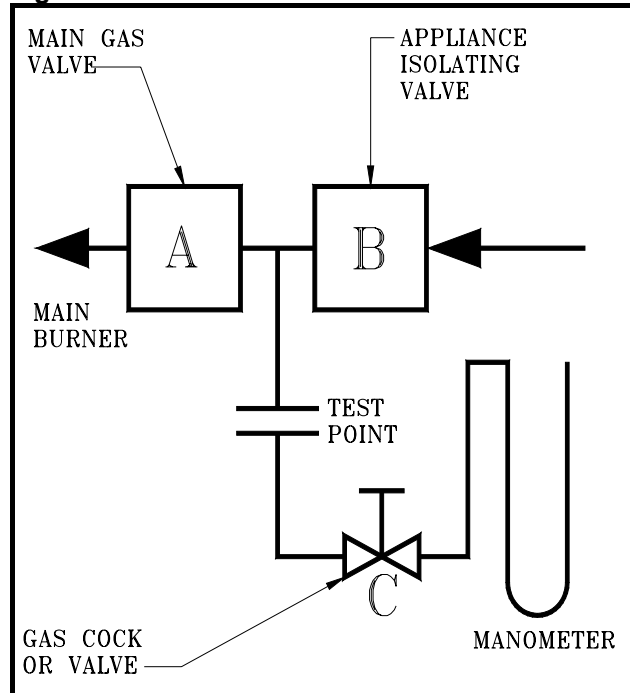 MAIN GAS
VALVE
APPLIANCE
ISOLATING
VALVE
A
B
MAIN
BURNER
TEST
POINT
C
GAS COCK
OR VALVE
MANOMETER